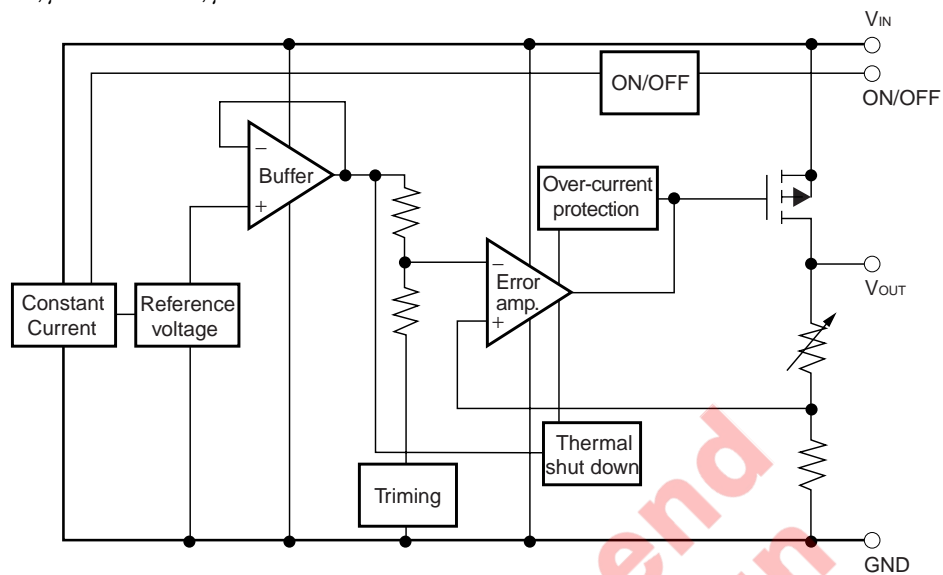 VIN
ON/OFF
ON/OFF
−
Buffer
+
Over-current
protection
−
Error
amp.
+
VOUT
Constant
Current
Reference
voltage
Thermal
shut down
Triming
GND
end